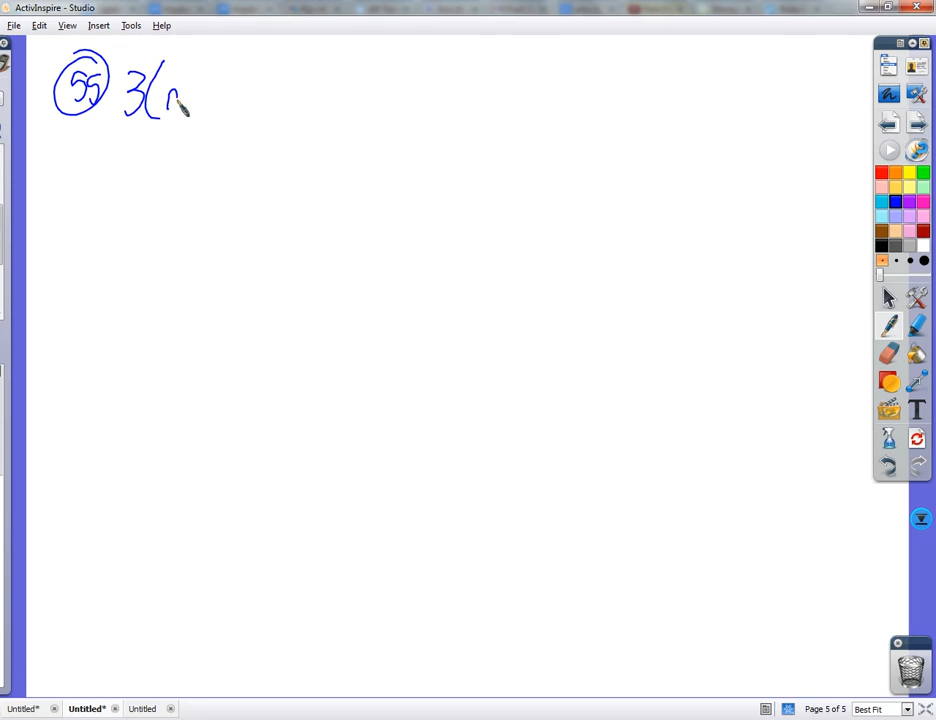 ActivInspire - Studio
File Edit View Insert Tools Help
55 3(n
Page 5 of 5 Best Fit
Untitled* Untitled* Untitled